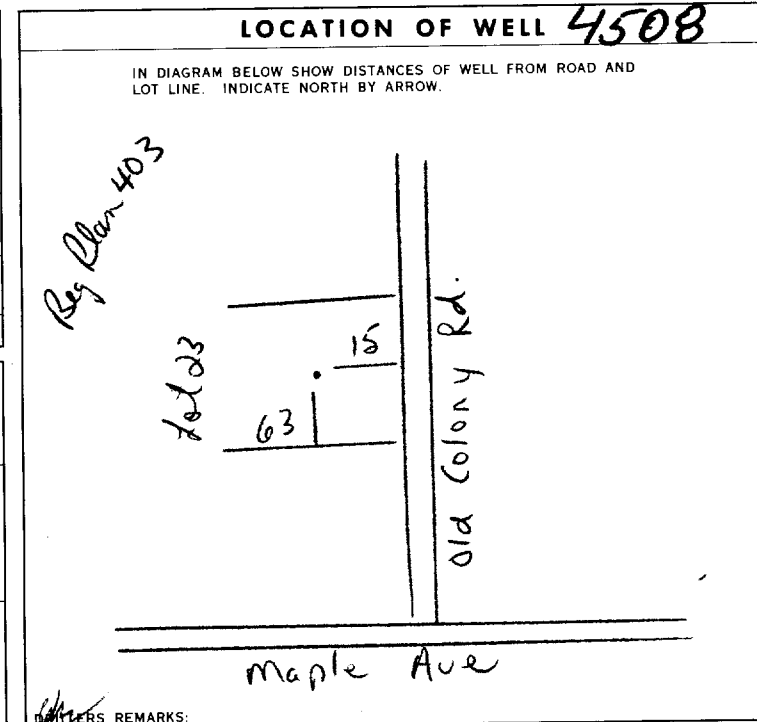 LOCATION OF WELL 4508
IN DIAGRAM BELOW SHOW DISTANCES OF WELL FROM ROAD AND
LOT LINE. INDICATE NORTH BY ARROW.
Reg Plan 403
Lot 23
15
63
Old Colony Rd.
Maple Ave
DRILLERS REMARKS: